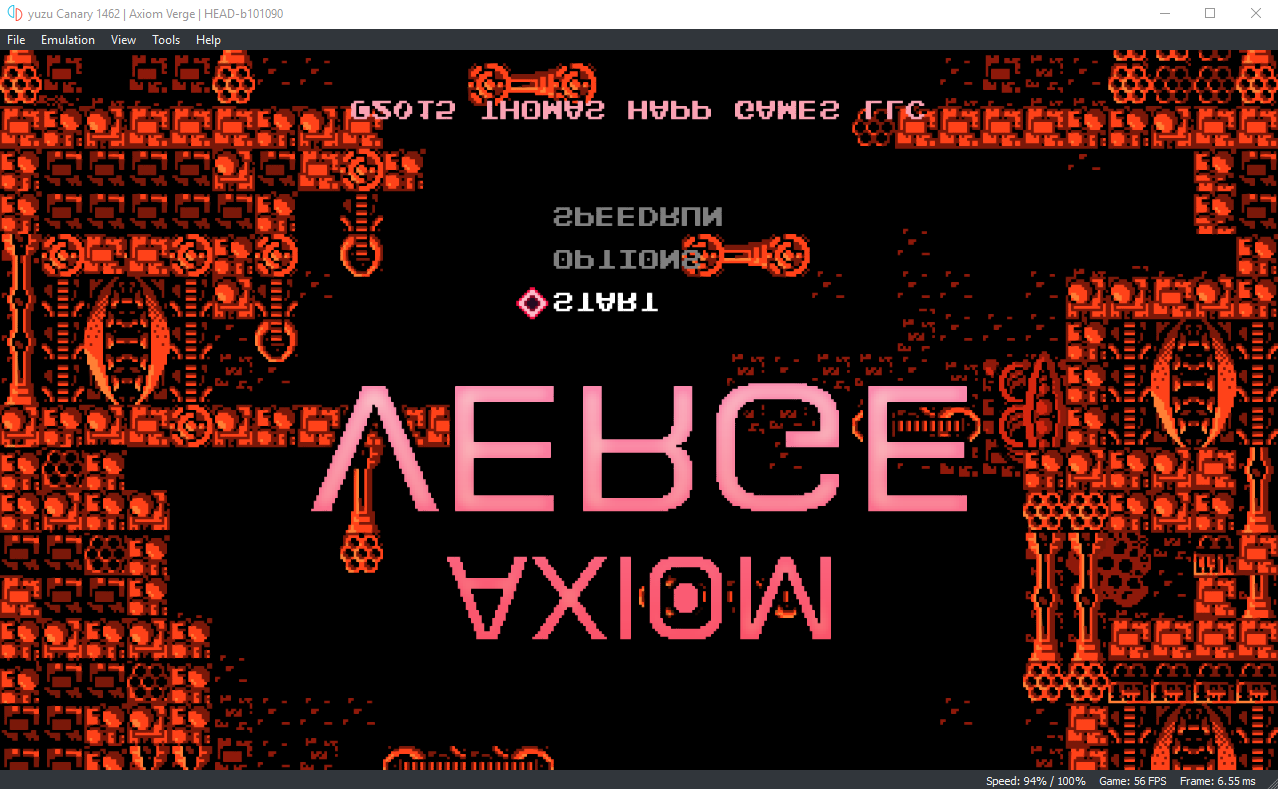 yuzu Canary 1462 | Axiom Verge | HEAD-b101090
File Emulation View Tools Help
©2015 THOMAS HAPP GAMES LLC
SPEEDRUN
OPTIONS
START
VERGE
AXIOM
Speed: 94% / 100% Game: 56 FPS Frame: 6.55 ms